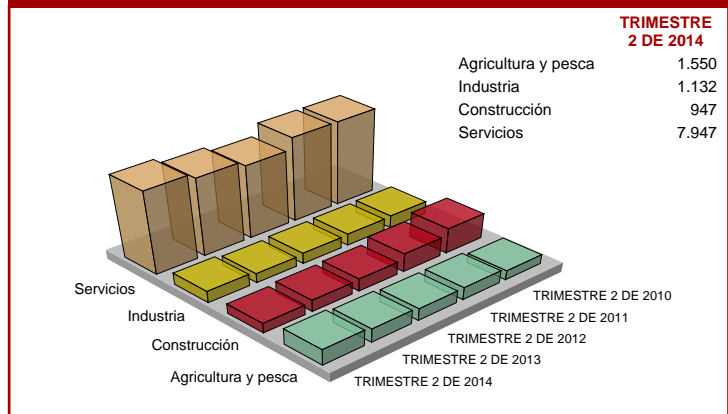 TRIMESTRE
2 DE 2014
Agricultura y pesca 1.550
Industria 1.132
Construcción 947
Servicios 7.947
Servicios
Industria
Construcción
Agricultura y pesca
TRIMESTRE 2 DE 2010
TRIMESTRE 2 DE 2011
TRIMESTRE 2 DE 2012
TRIMESTRE 2 DE 2013
TRIMESTRE 2 DE 2014